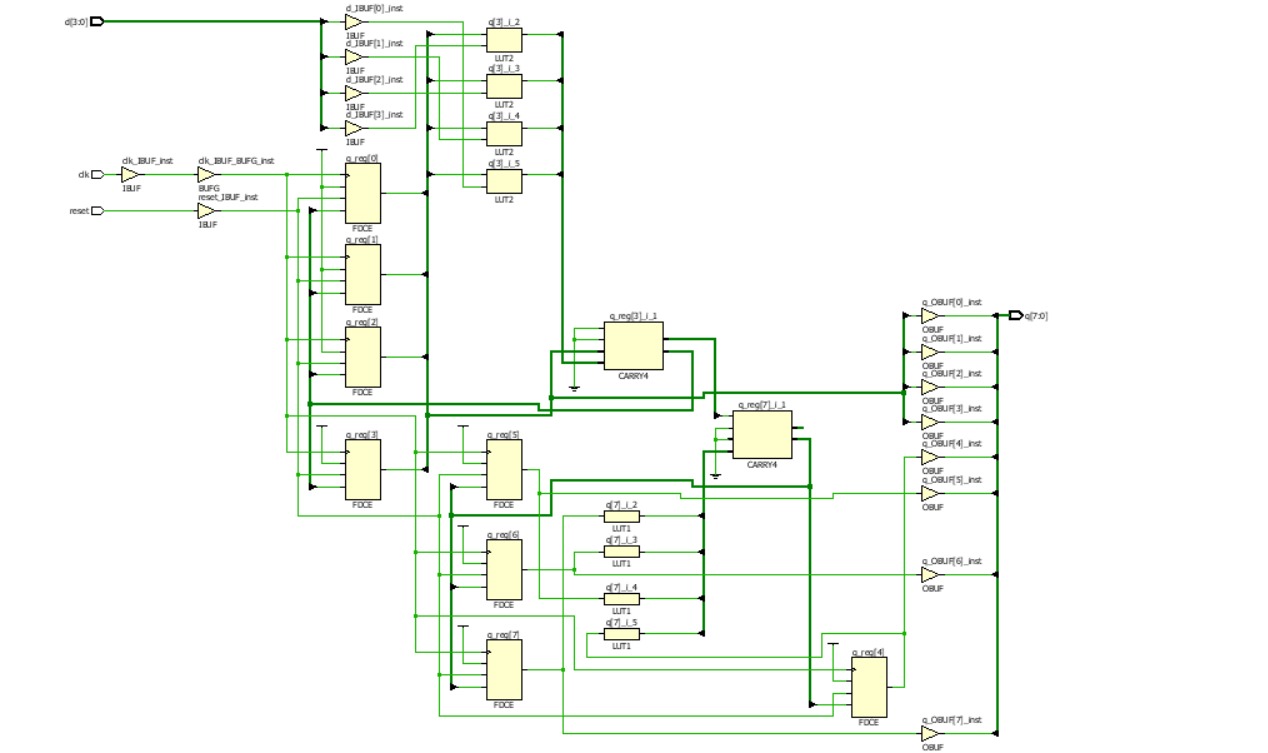 d[3:0]
d_IBUF[0]_inst
IBUF
d_IBUF[1]_inst
IBUF
d_IBUF[2]_inst
IBUF
d_IBUF[3]_inst
IBUF
q[3]_i_2
LUT2
q[3]_i_3
LUT2
q[3]_i_4
LUT2
q[3]_i_5
LUT2
clk
clk_IBUF_inst
IBUF
clk_IBUF_BUFG_inst
BUFG
reset
reset_IBUF_inst
IBUF
q_reg[0]
FDCE
q_reg[1]
FDCE
q_reg[2]
FDCE
q_reg[3]
FDCE
q_reg[3]_i_1
CARRY4
q_reg[7]_i_1
CARRY4
q_reg[5]
FDCE
q_reg[6]
FDCE
q_reg[7]
FDCE
q[7]_i_2
LUT1
q[7]_i_3
LUT1
q[7]_i_4
LUT1
q[7]_i_5
LUT1
q_reg[4]
FDCE
q_OBUF[0]_inst
OBUF
q_OBUF[1]_inst
OBUF
q_OBUF[2]_inst
OBUF
q_OBUF[3]_inst
OBUF
q_OBUF[4]_inst
OBUF
q_OBUF[5]_inst
OBUF
q_OBUF[6]_inst
OBUF
q_OBUF[7]_inst
OBUF
q[7:0]